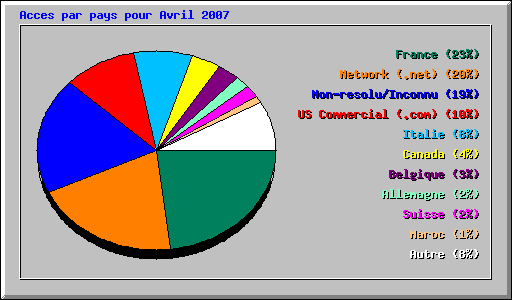 Acces par pays pour Avril 2007
France (23%)
Network (.net) (20%)
Non-resolu/Inconnu (19%)
US Commercial (.com) (10%)
Italie (8%)
Canada (4%)
Belgique (3%)
Allemagne (2%)
Suisse (2%)
Maroc (1%)
Autre (8%)